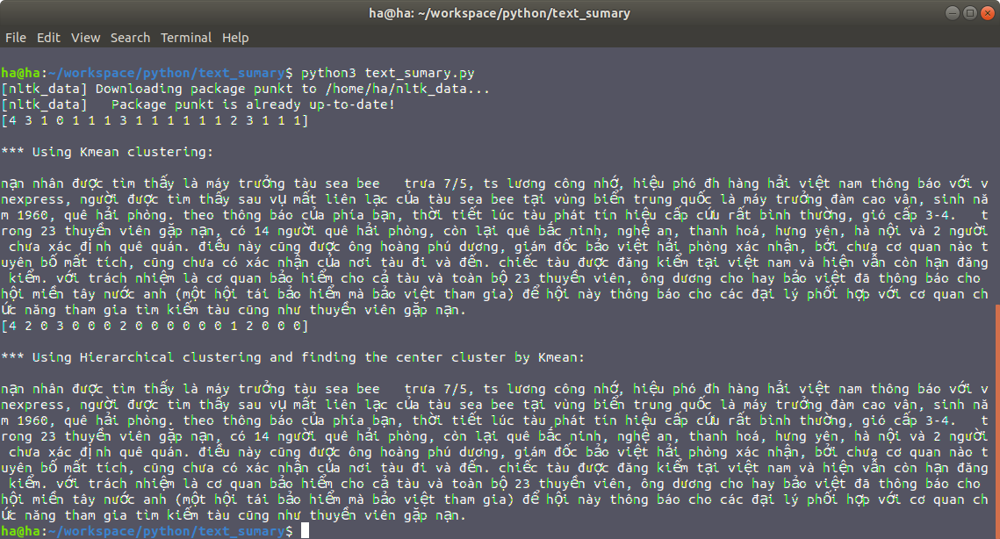 ha@ha: ~/workspace/python/text_sumary
File Edit View Search Terminal Help
ha@ha:~/workspace/python/text_sumary$ python3 text_sumary.py
[nltk_data] Downloading package punkt to /home/ha/nltk_data...
[nltk_data]   Package punkt is already up-to-date!
[4 3 1 0 1 1 1 3 1 1 1 1 1 1 2 3 1 1 1]
*** Using Kmean clustering:
nạn nhân được tìm thấy là máy trưởng tàu sea bee   trưa 7/5, ts lương công nhớ, hiệu phó đh hàng hải việt nam thông báo với v
nexpress, người được tìm thấy sau vụ mất liên lạc của tàu sea bee tại vùng biển trung quốc là máy trưởng đàm cao vân, sinh nă
m 1960, quê hải phòng. theo thông báo của phía bạn, thời tiết lúc tàu phát tín hiệu cấp cứu rất bình thường, gió cấp 3-4.   t
rong 23 thuyền viên gặp nạn, có 14 người quê hải phòng, còn lại quê bắc ninh, nghệ an, thanh hoá, hưng yên, hà nội và 2 người
 chưa xác định quê quán. điều này cũng được ông hoàng phú dương, giám đốc bảo việt hải phòng xác nhận, bởi chưa cơ quan nào t
uyên bố mất tích, cũng chưa có xác nhận của nơi tàu đi và đến. chiếc tàu được đăng kiểm tại việt nam và hiện vẫn còn hạn đăng
 kiểm. với trách nhiệm là cơ quan bảo hiểm cho cả tàu và toàn bộ 23 thuyền viên, ông dương cho hay bảo việt đã thông báo cho
hội miền tây nước anh (một hội tái bảo hiểm mà bảo việt tham gia) để hội này thông báo cho các đại lý phối hợp với cơ quan ch
ức năng tham gia tìm kiếm tàu cũng như thuyền viên gặp nạn.
[4 2 0 3 0 0 0 2 0 0 0 0 0 0 1 2 0 0 0]
*** Using Hierarchical clustering and finding the center cluster by Kmean:
nạn nhân được tìm thấy là máy trưởng tàu sea bee   trưa 7/5, ts lương công nhớ, hiệu phó đh hàng hải việt nam thông báo với v
nexpress, người được tìm thấy sau vụ mất liên lạc của tàu sea bee tại vùng biển trung quốc là máy trưởng đàm cao vân, sinh nă
m 1960, quê hải phòng. theo thông báo của phía bạn, thời tiết lúc tàu phát tín hiệu cấp cứu rất bình thường, gió cấp 3-4.   t
rong 23 thuyền viên gặp nạn, có 14 người quê hải phòng, còn lại quê bắc ninh, nghệ an, thanh hoá, hưng yên, hà nội và 2 người
 chưa xác định quê quán. điều này cũng được ông hoàng phú dương, giám đốc bảo việt hải phòng xác nhận, bởi chưa cơ quan nào t
uyên bố mất tích, cũng chưa có xác nhận của nơi tàu đi và đến. chiếc tàu được đăng kiểm tại việt nam và hiện vẫn còn hạn đăng
 kiểm. với trách nhiệm là cơ quan bảo hiểm cho cả tàu và toàn bộ 23 thuyền viên, ông dương cho hay bảo việt đã thông báo cho
hội miền tây nước anh (một hội tái bảo hiểm mà bảo việt tham gia) để hội này thông báo cho các đại lý phối hợp với cơ quan ch
ức năng tham gia tìm kiếm tàu cũng như thuyền viên gặp nạn.
ha@ha:~/workspace/python/text_sumary$